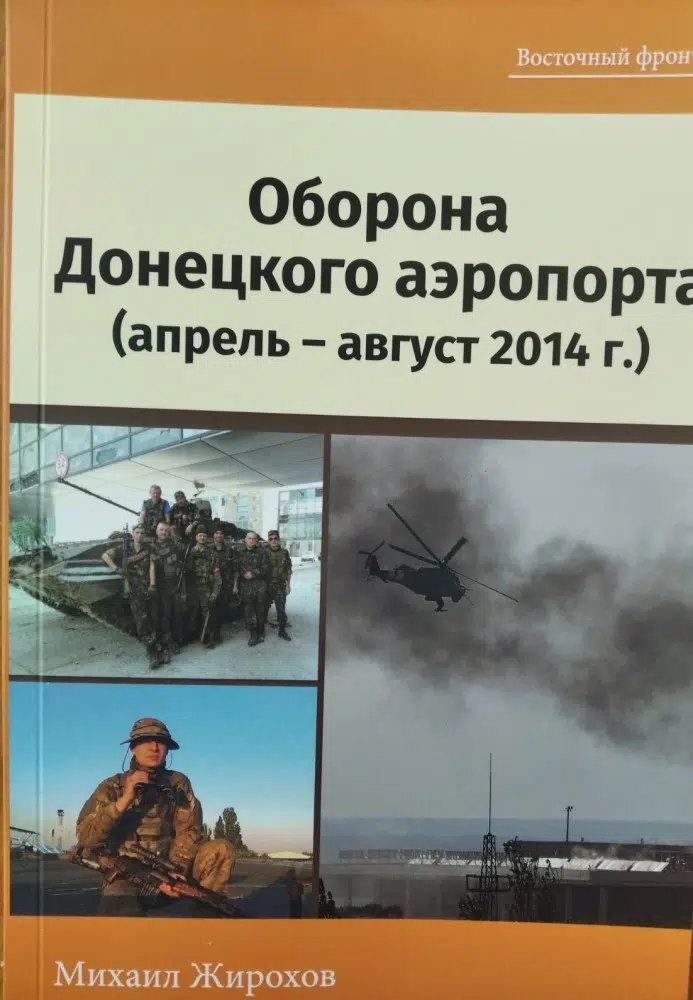 Восточный фронт
Оборона
Донецкого аэропорта
(апрель – август 2014 г.)
Михаил Жирохов